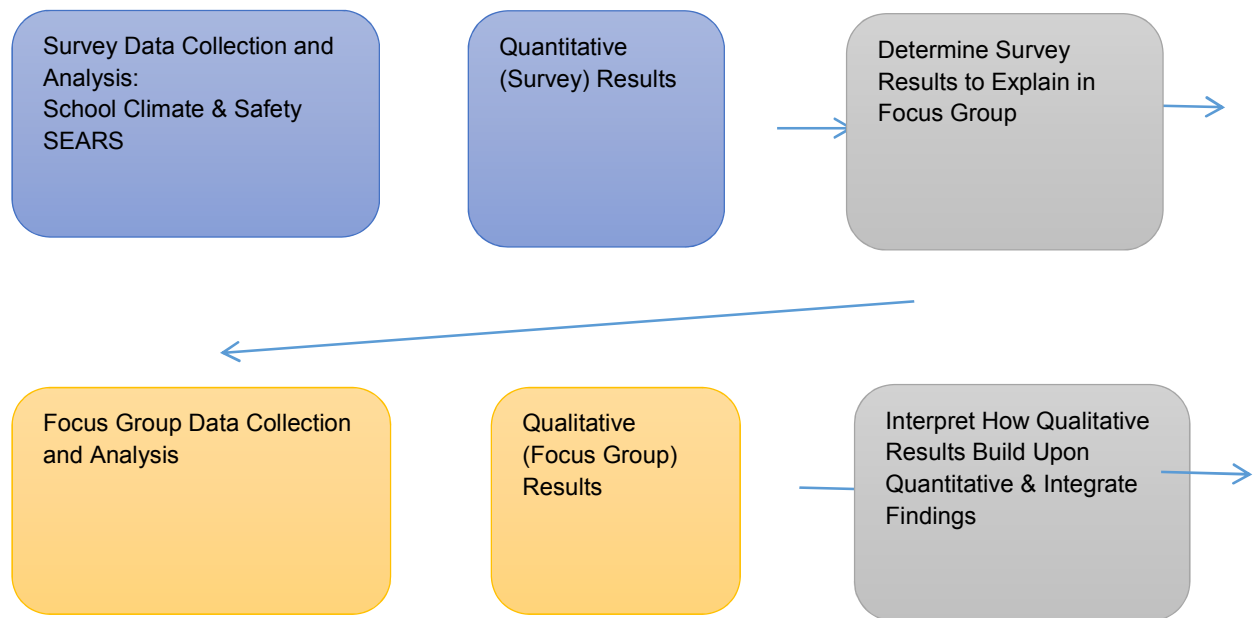 Survey Data Collection and
Analysis:
School Climate & Safety
SEARS
Quantitative
(Survey) Results
Determine Survey
Results to Explain in
Focus Group
Focus Group Data Collection
and Analysis
Qualitative
(Focus Group)
Results
Interpret How Qualitative
Results Build Upon
Quantitative & Integrate
Findings